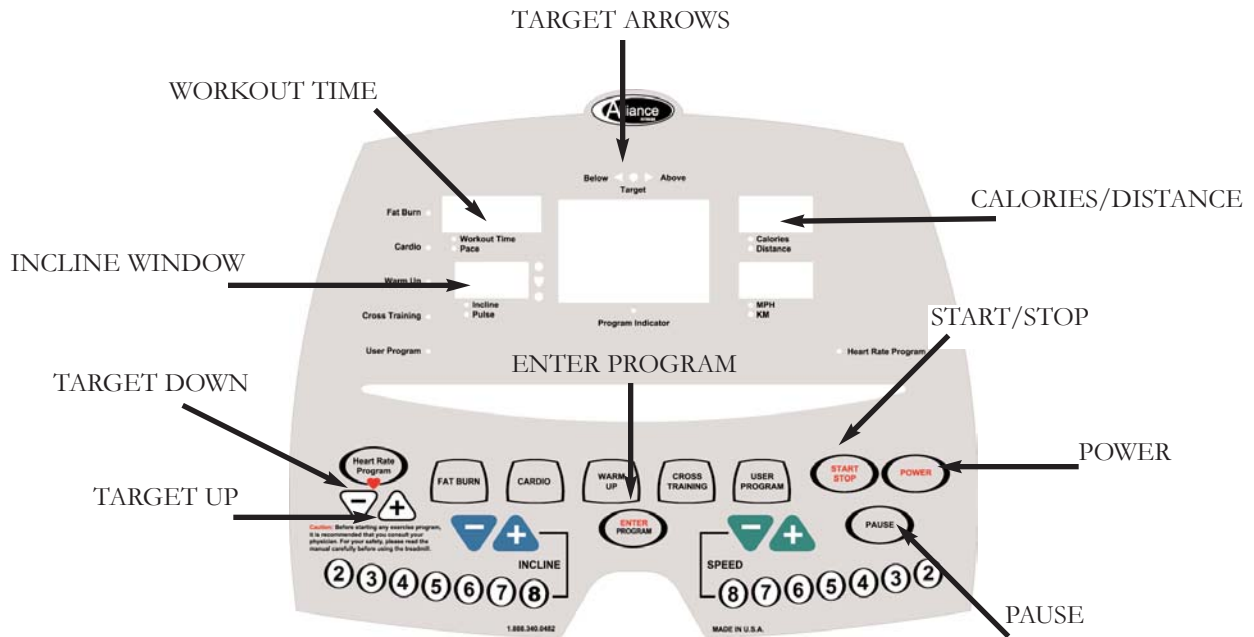 TARGET ARROWS
WORKOUT TIME
Aliance
Below
Above
Target
CALORIES/DISTANCE
Fat Burn
Workout Time
Pace
Calories
Distance
Cardio
INCLINE WINDOW
Warm Up
Incline
Pulse
MPH
KM
Cross Training
Program Indicator
START/STOP
User Program
Heart Rate Program
ENTER PROGRAM
TARGET DOWN
POWER
TARGET UP
Heart Rate
Program
FAT BURN
CARDIO
WARM
UP
CROSS
TRAINING
USER
PROGRAM
START
STOP
POWER
- +
ENTER
PROGRAM
PAUSE
Caution: Before starting any exercise program,
it is recommended that you consult your
physician. For your safety, please read the
manual carefully before using the treadmill.
- +
- +
INCLINE
SPEED
2 3 4 5 6 7 8
8 7 6 5 4 3 2
PAUSE
1.888.340.0482
MADE IN U.S.A.